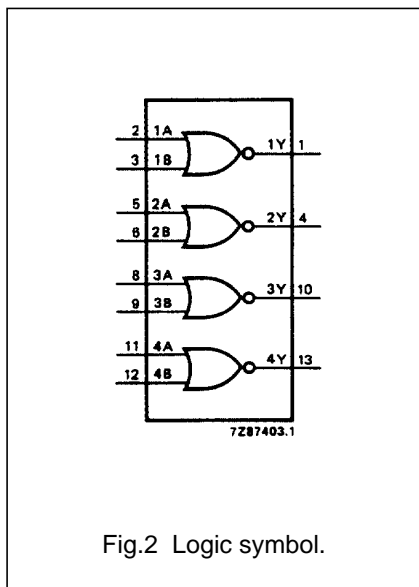 2 1A 1Y 1
3 1B
5 2A 2Y 4
6 2B
8 3A 3Y 10
9 3B
11 4A 4Y 13
12 4B
7Z87403.1
Fig.2 Logic symbol.